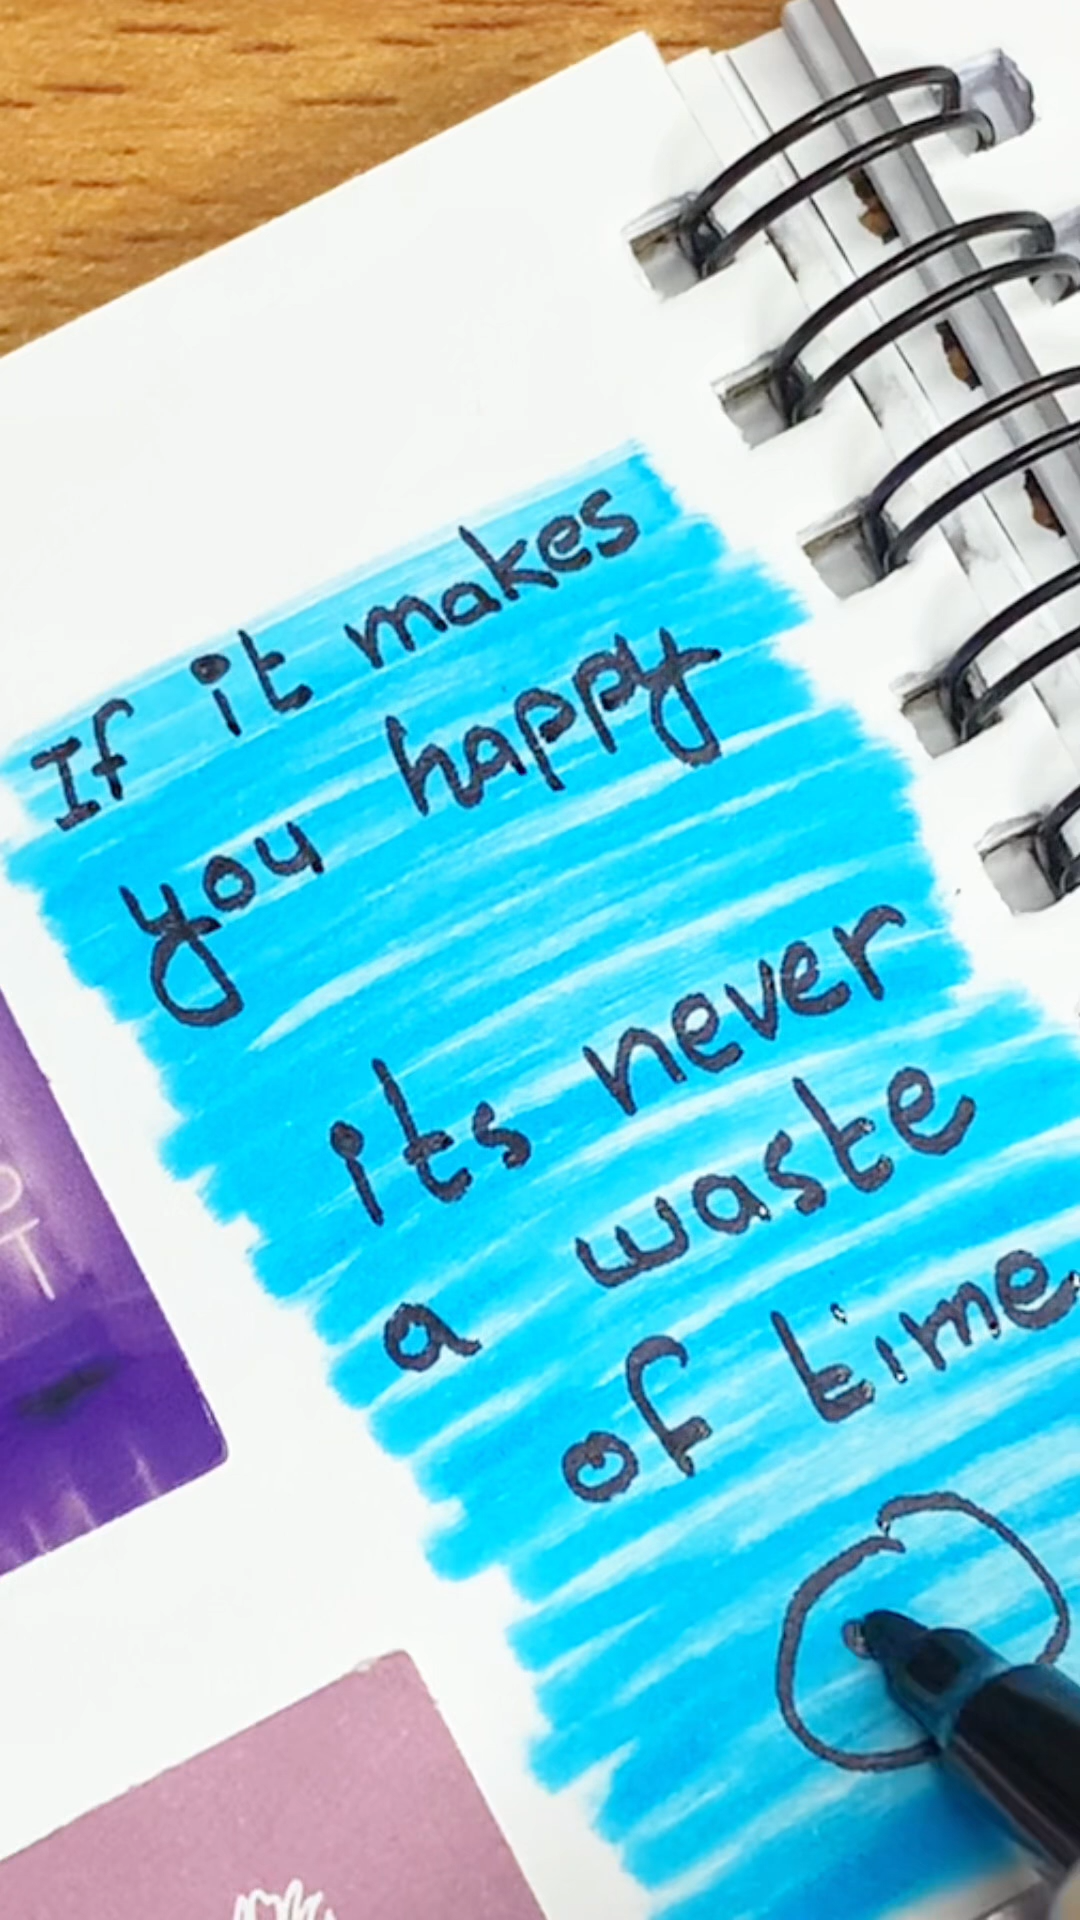 If it makes
you happy
its never
a waste
of time